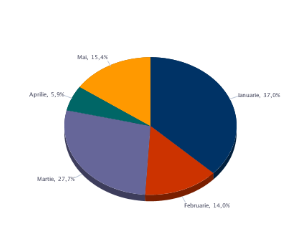 Mai, 15,4%
Aprilie, 5,9%
Ianuarie, 37,0%
Martie, 27,7%
Februarie, 14,0%